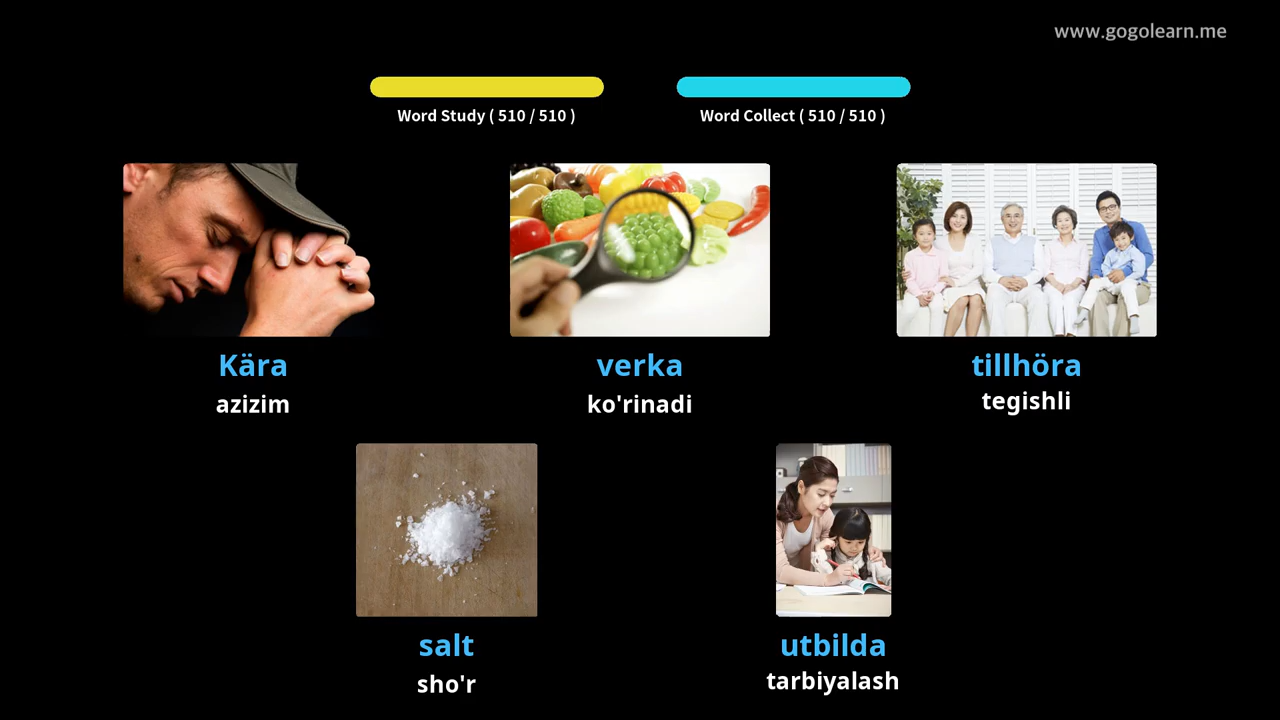 www.gogolearn.me
Word Study ( 510 / 510 )
Word Collect ( 510 / 510 )
Kära
azizim
verka
ko'rinadi
tillhöra
tegishli
salt
sho'r
utbilda
tarbiyalash